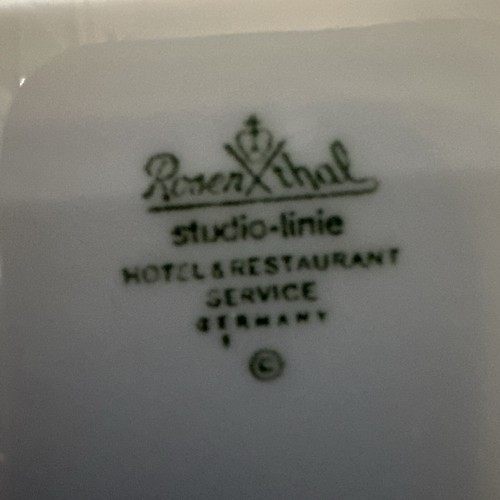 Rosenthal
studio-linie
HOTEL & RESTAURANT
SERVICE
GERMANY
©